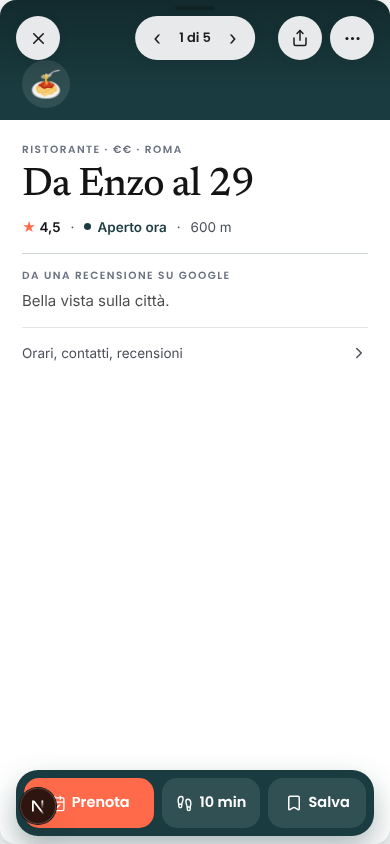 1 di 5
RISTORANTE · €€ · ROMA
Da Enzo al 29
★ 4,5 · Aperto ora · 600 m
DA UNA RECENSIONE SU GOOGLE
Bella vista sulla città.
Orari, contatti, recensioni
N Prenota 10 min Salva